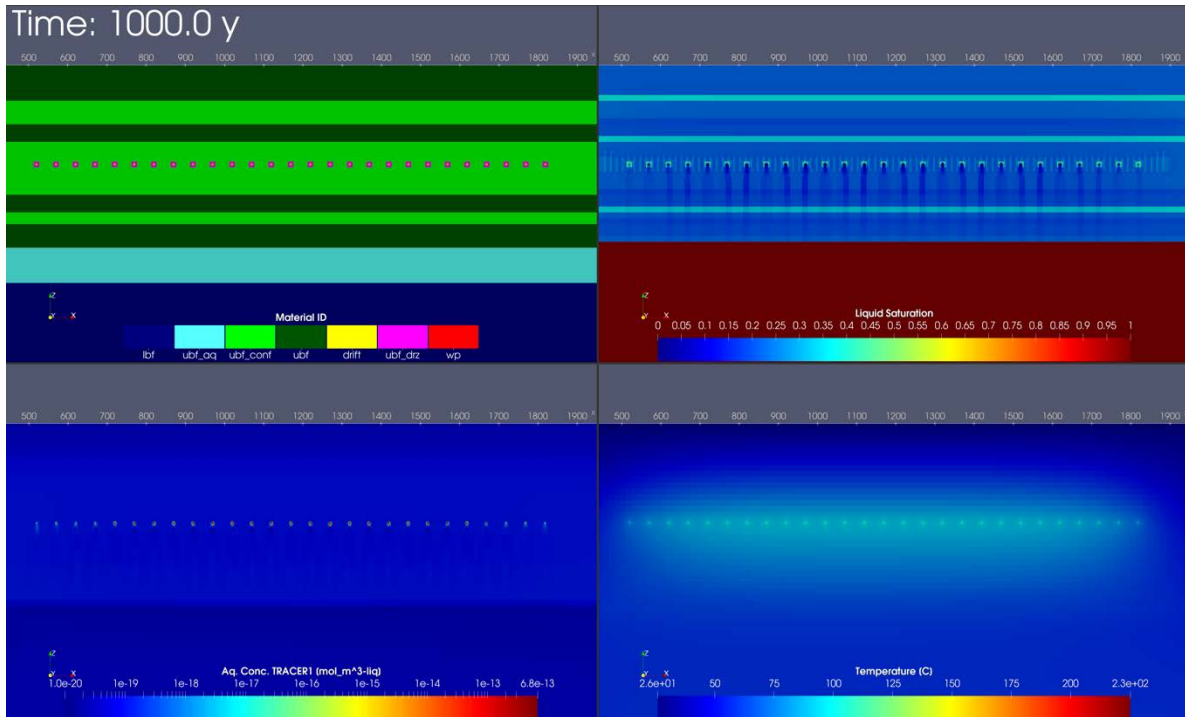 Time: 1000.0 y
500 600 700 800 900 1000 1100 1200 1300 1400 1500 1600 1700 1800 1900 X
500 600 700 800 900 1000 1100 1200 1300 1400 1500 1600 1700 1800 1900
Z
Y X
Material ID
lbf ubf_aq ubf_conf ubf drift ubf_drz wp
Z
Y X
Liquid Saturation
0 0.05 0.1 0.15 0.2 0.25 0.3 0.35 0.4 0.45 0.5 0.55 0.6 0.65 0.7 0.75 0.8 0.85 0.9 0.95 1
500 600 700 800 900 1000 1100 1200 1300 1400 1500 1600 1700 1800 1900 X
500 600 700 800 900 1000 1100 1200 1300 1400 1500 1600 1700 1800 1900
Z
Y X
Aq. Conc. TRACER1 (mol_m^3-liq)
1.0e-20 1e-19 1e-18 1e-17 1e-16 1e-15 1e-14 1e-13 6.8e-13
Z
Y X
Temperature (C)
2.6e+01 50 75 100 125 150 175 200 2.3e+02